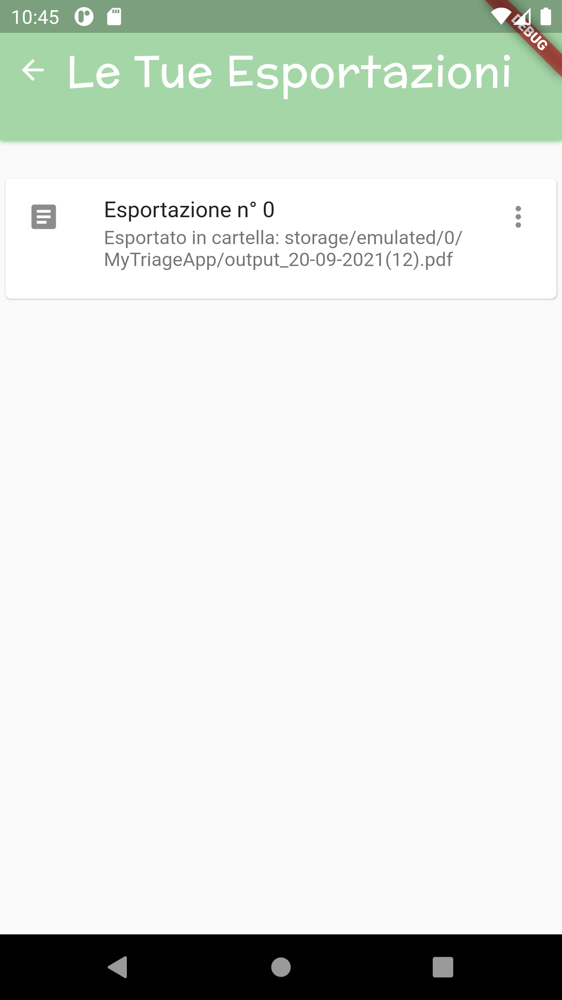 10:45
DEBUG
Le Tue Esportazioni
Esportazione n° 0
Esportato in cartella: storage/emulated/0/
MyTriageApp/output_20-09-2021(12).pdf